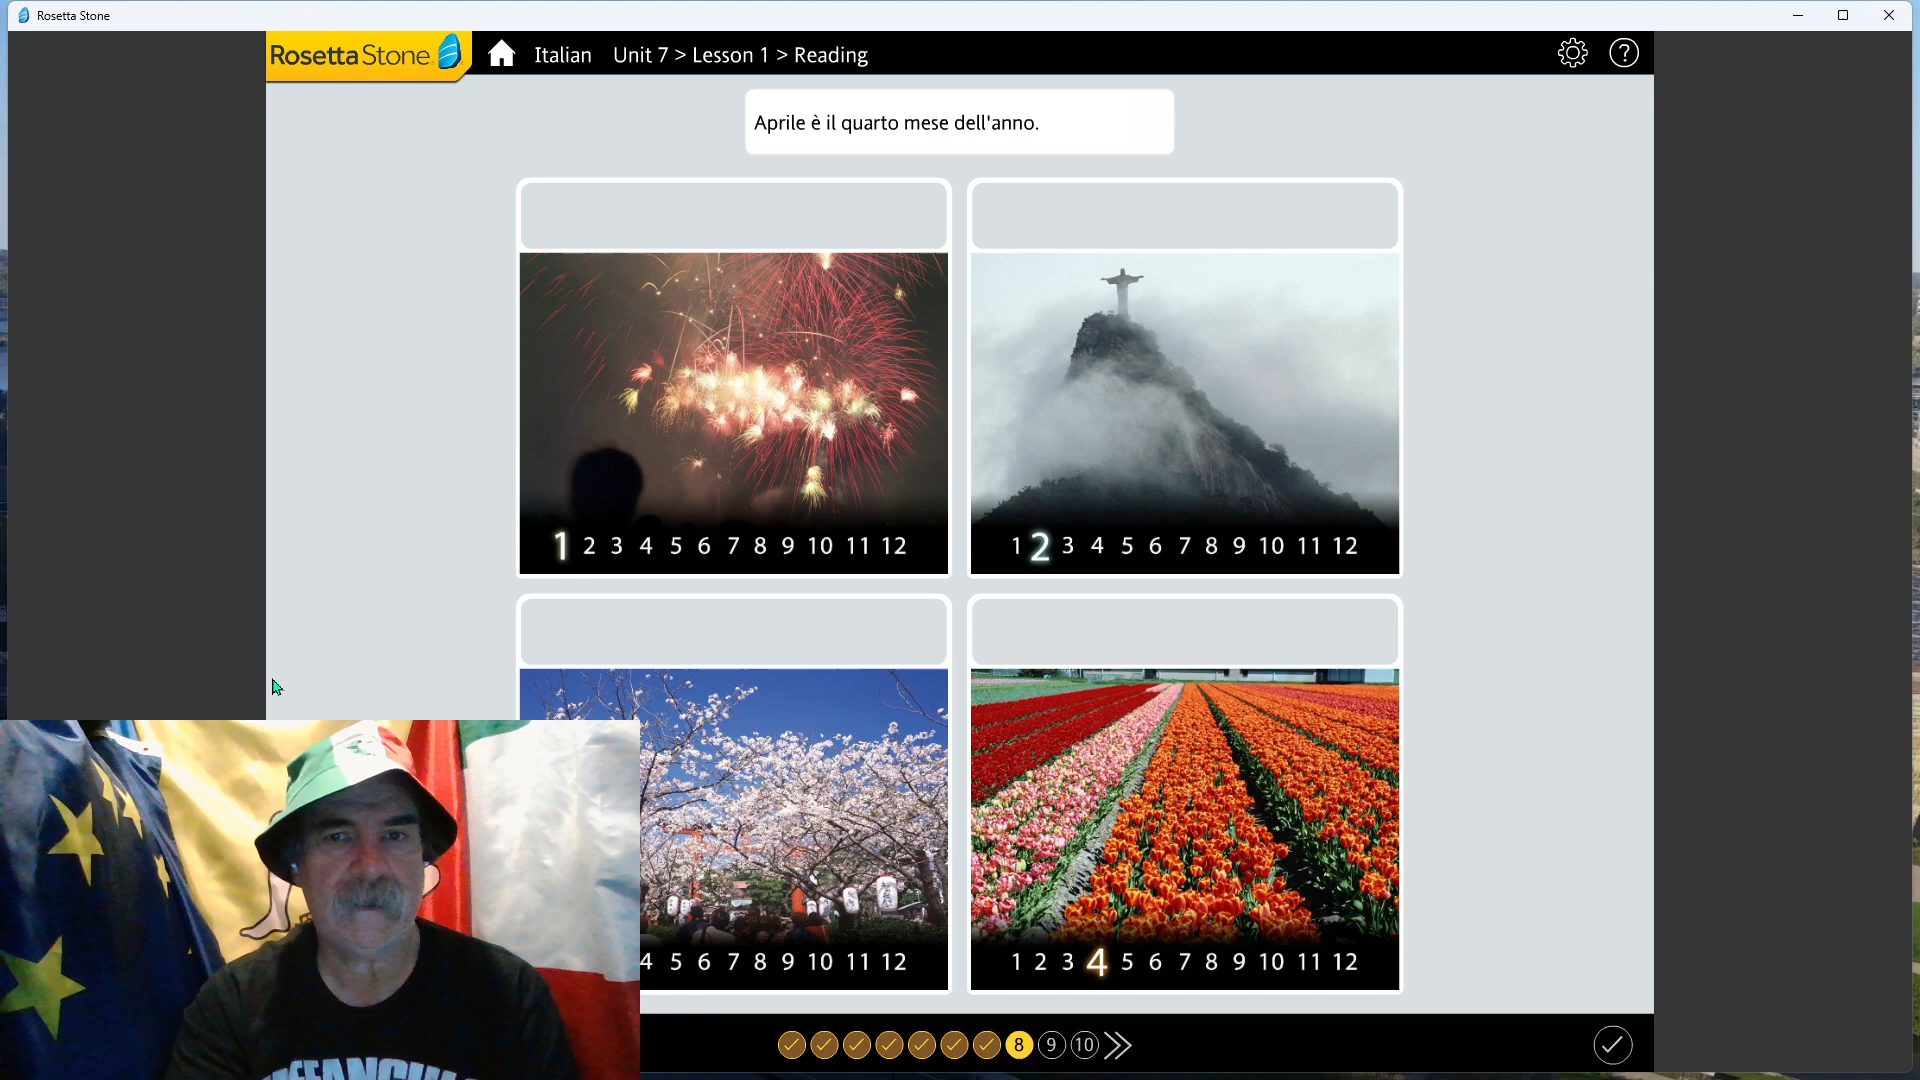 Rosetta Stone
RosettaStone
Italian Unit 7 > Lesson 1 > Reading
?
Aprile è il quarto mese dell'anno.
1 2 3 4 5 6 7 8 9 10 11 12
1 2 3 4 5 6 7 8 9 10 11 12
4 5 6 7 8 9 10 11 12
1 2 3 4 5 6 7 8 9 10 11 12
8 9 10